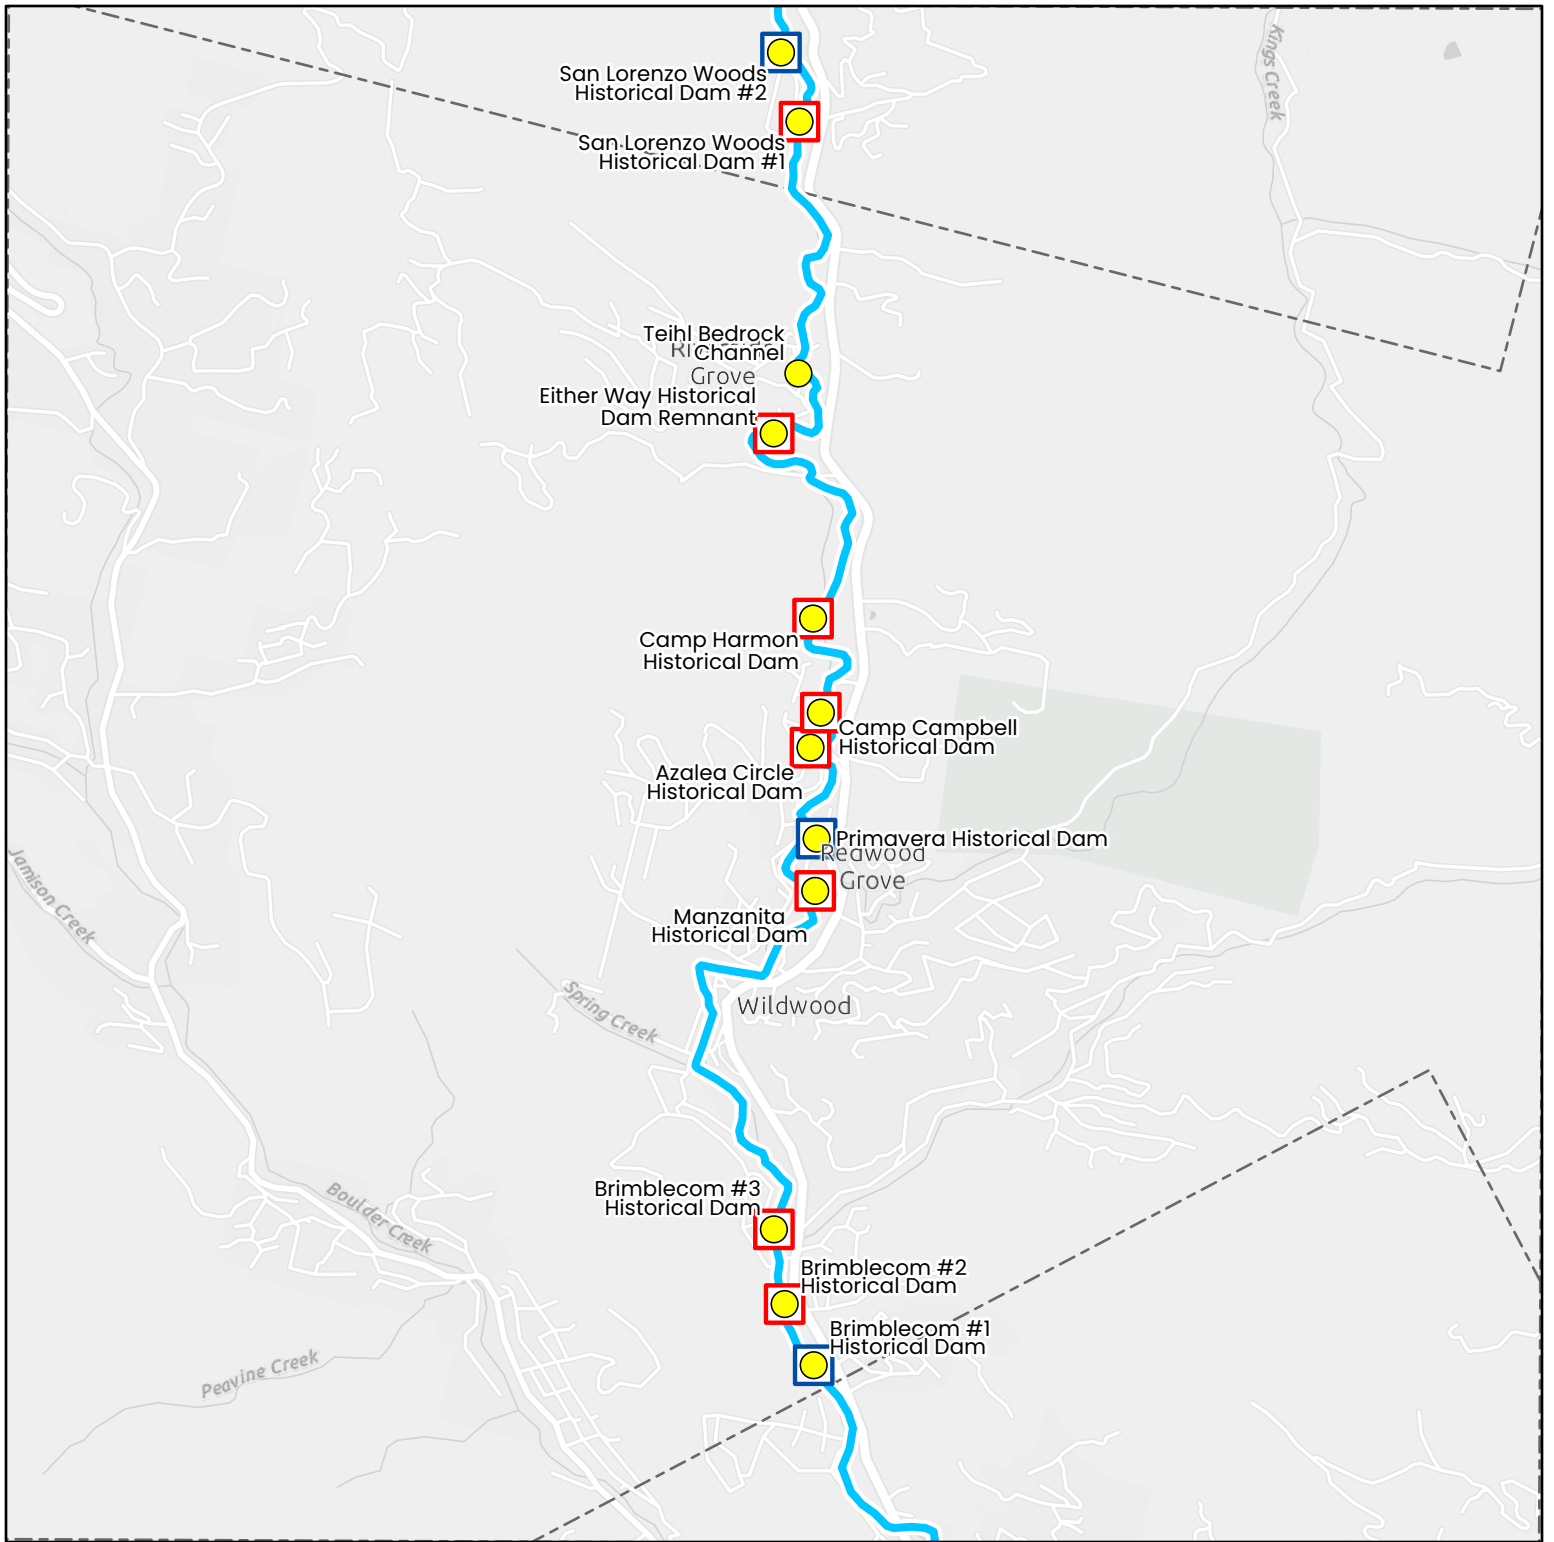 Kings Creek
San Lorenzo Woods
Historical Dam #2
San Lorenzo Woods
Historical Dam #1
Teihl Bedrock
Channel
Grove
Either Way Historical
Dam Remnant
Camp Harmon
Historical Dam
Camp Campbell
Historical Dam
Azalea Circle
Historical Dam
Primavera Historical Dam
Redwood
Grove
Manzanita
Historical Dam
Jamison Creek
Spring Creek
Wildwood
Brimblecom #3
Historical Dam
Boulder Creek
Brimblecom #2
Historical Dam
Brimblecom #1
Historical Dam
Peavine Creek